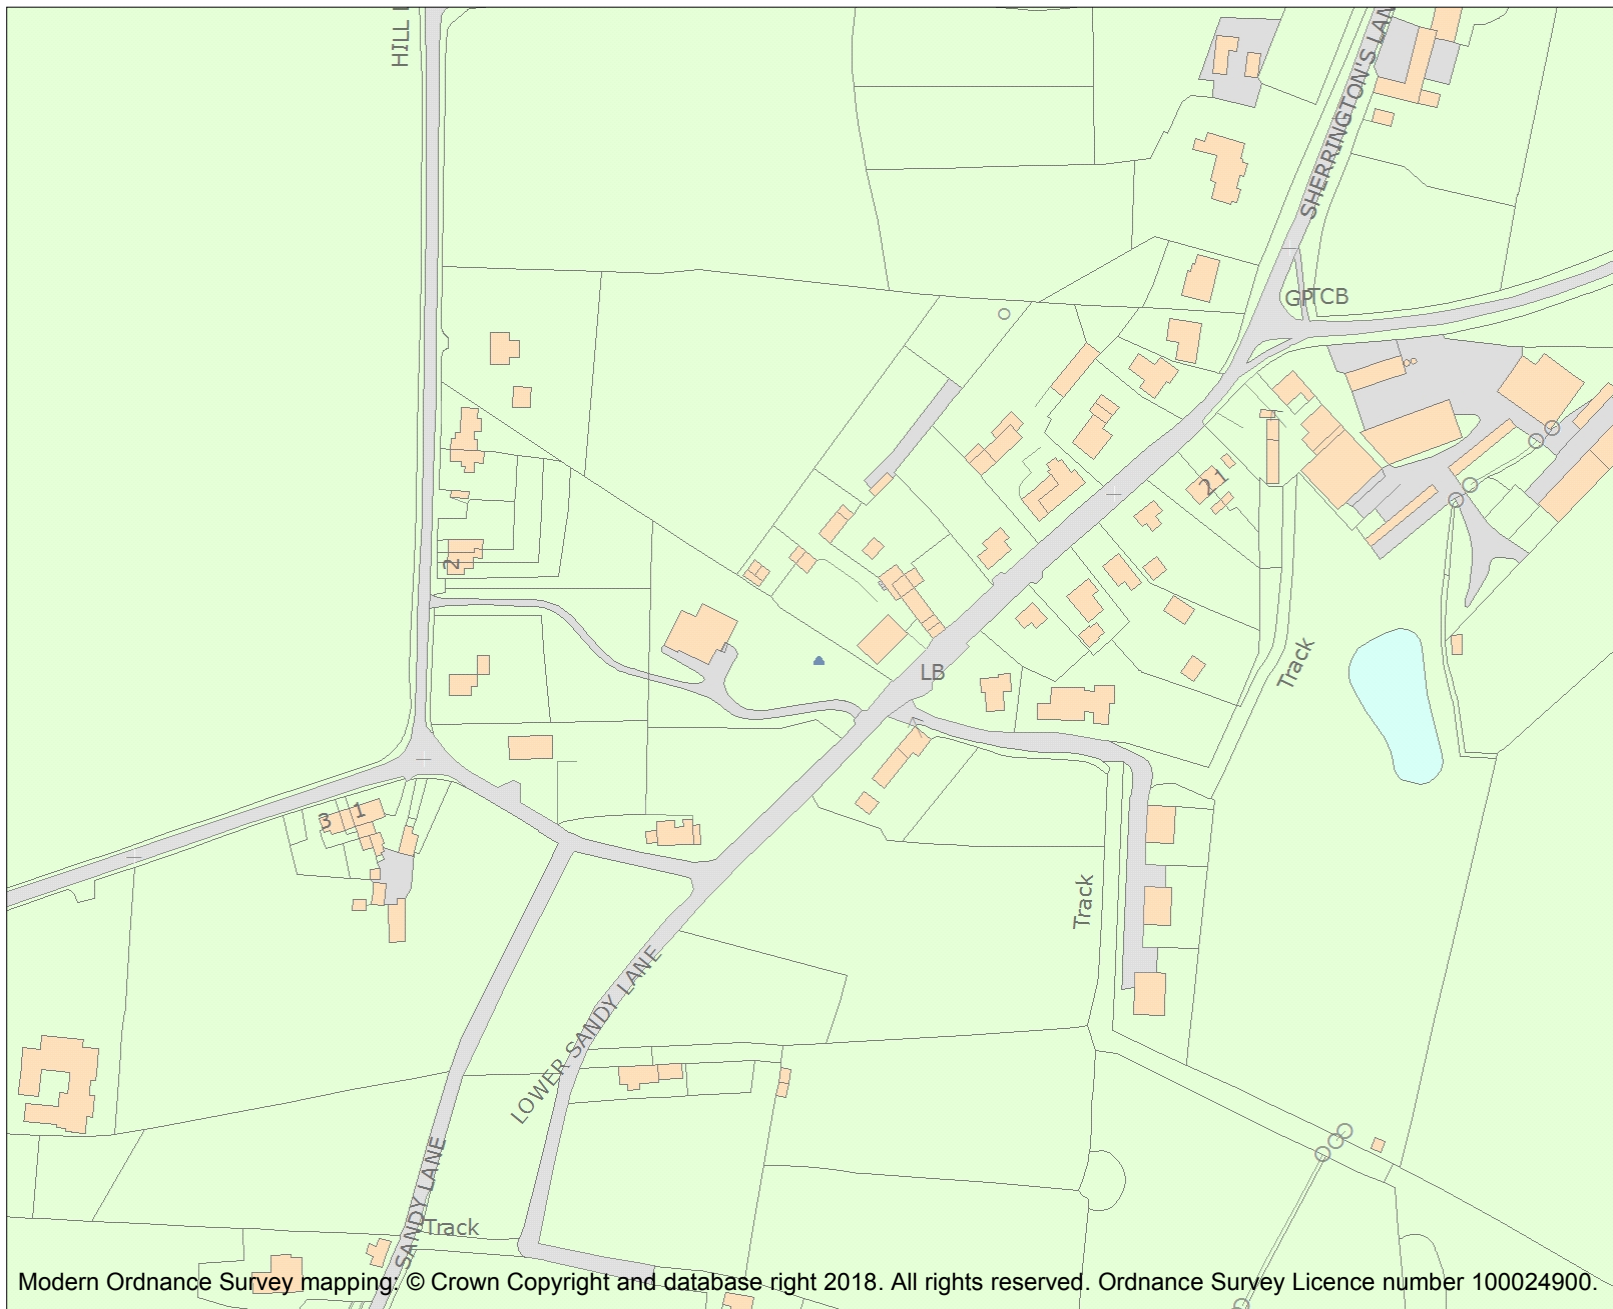 HILL
SHERRINGTON'S LAN
GP
TCB
21
2
LB
Track
3
1
Track
LOWER SANDY LANE
SANDY LANE
Track
Modern Ordnance Survey mapping: © Crown Copyright and database right 2018. All rights reserved. Ordnance Survey Licence number 100024900.